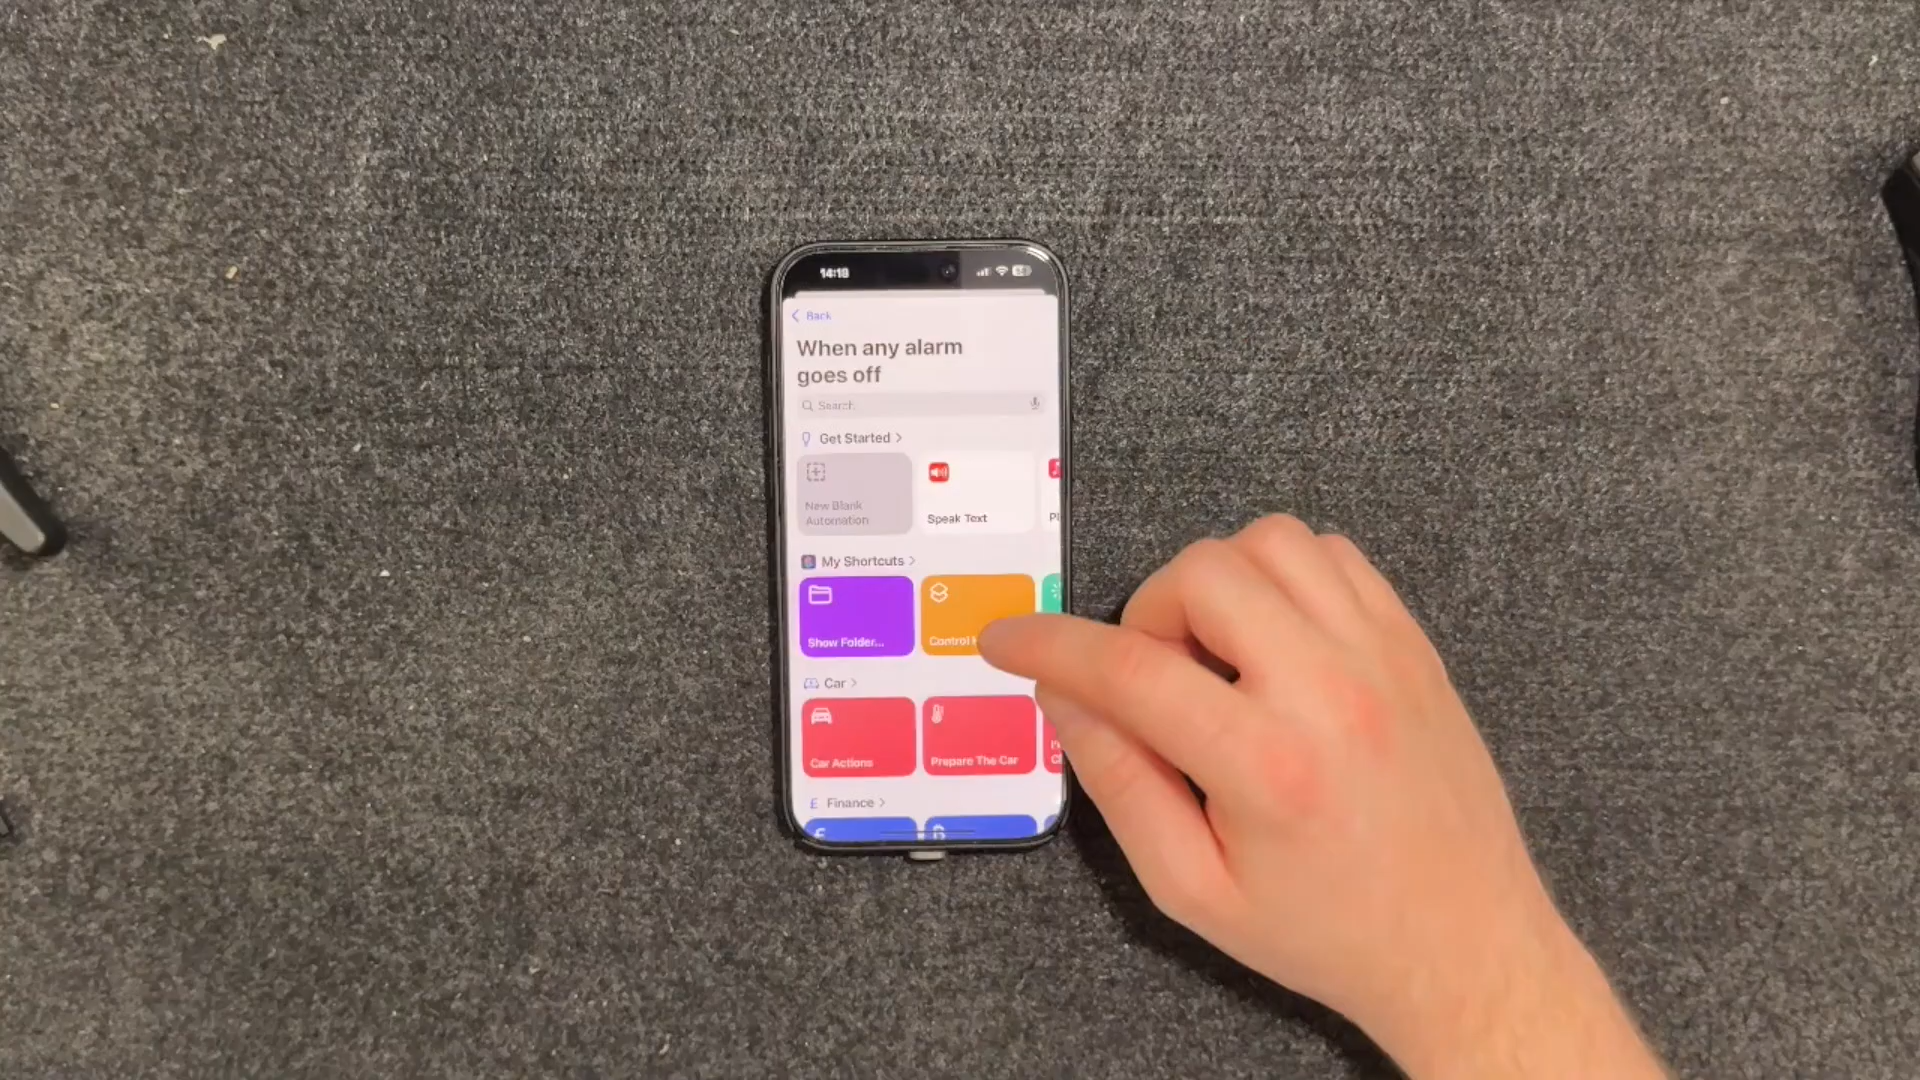 14:18
Back
When any alarm
goes off
Search
Get Started >
New Blank
Automation
Speak Text
My Shortcuts >
Show Folder...
Control
Car >
Car Actions
Prepare The Car
£ Finance >